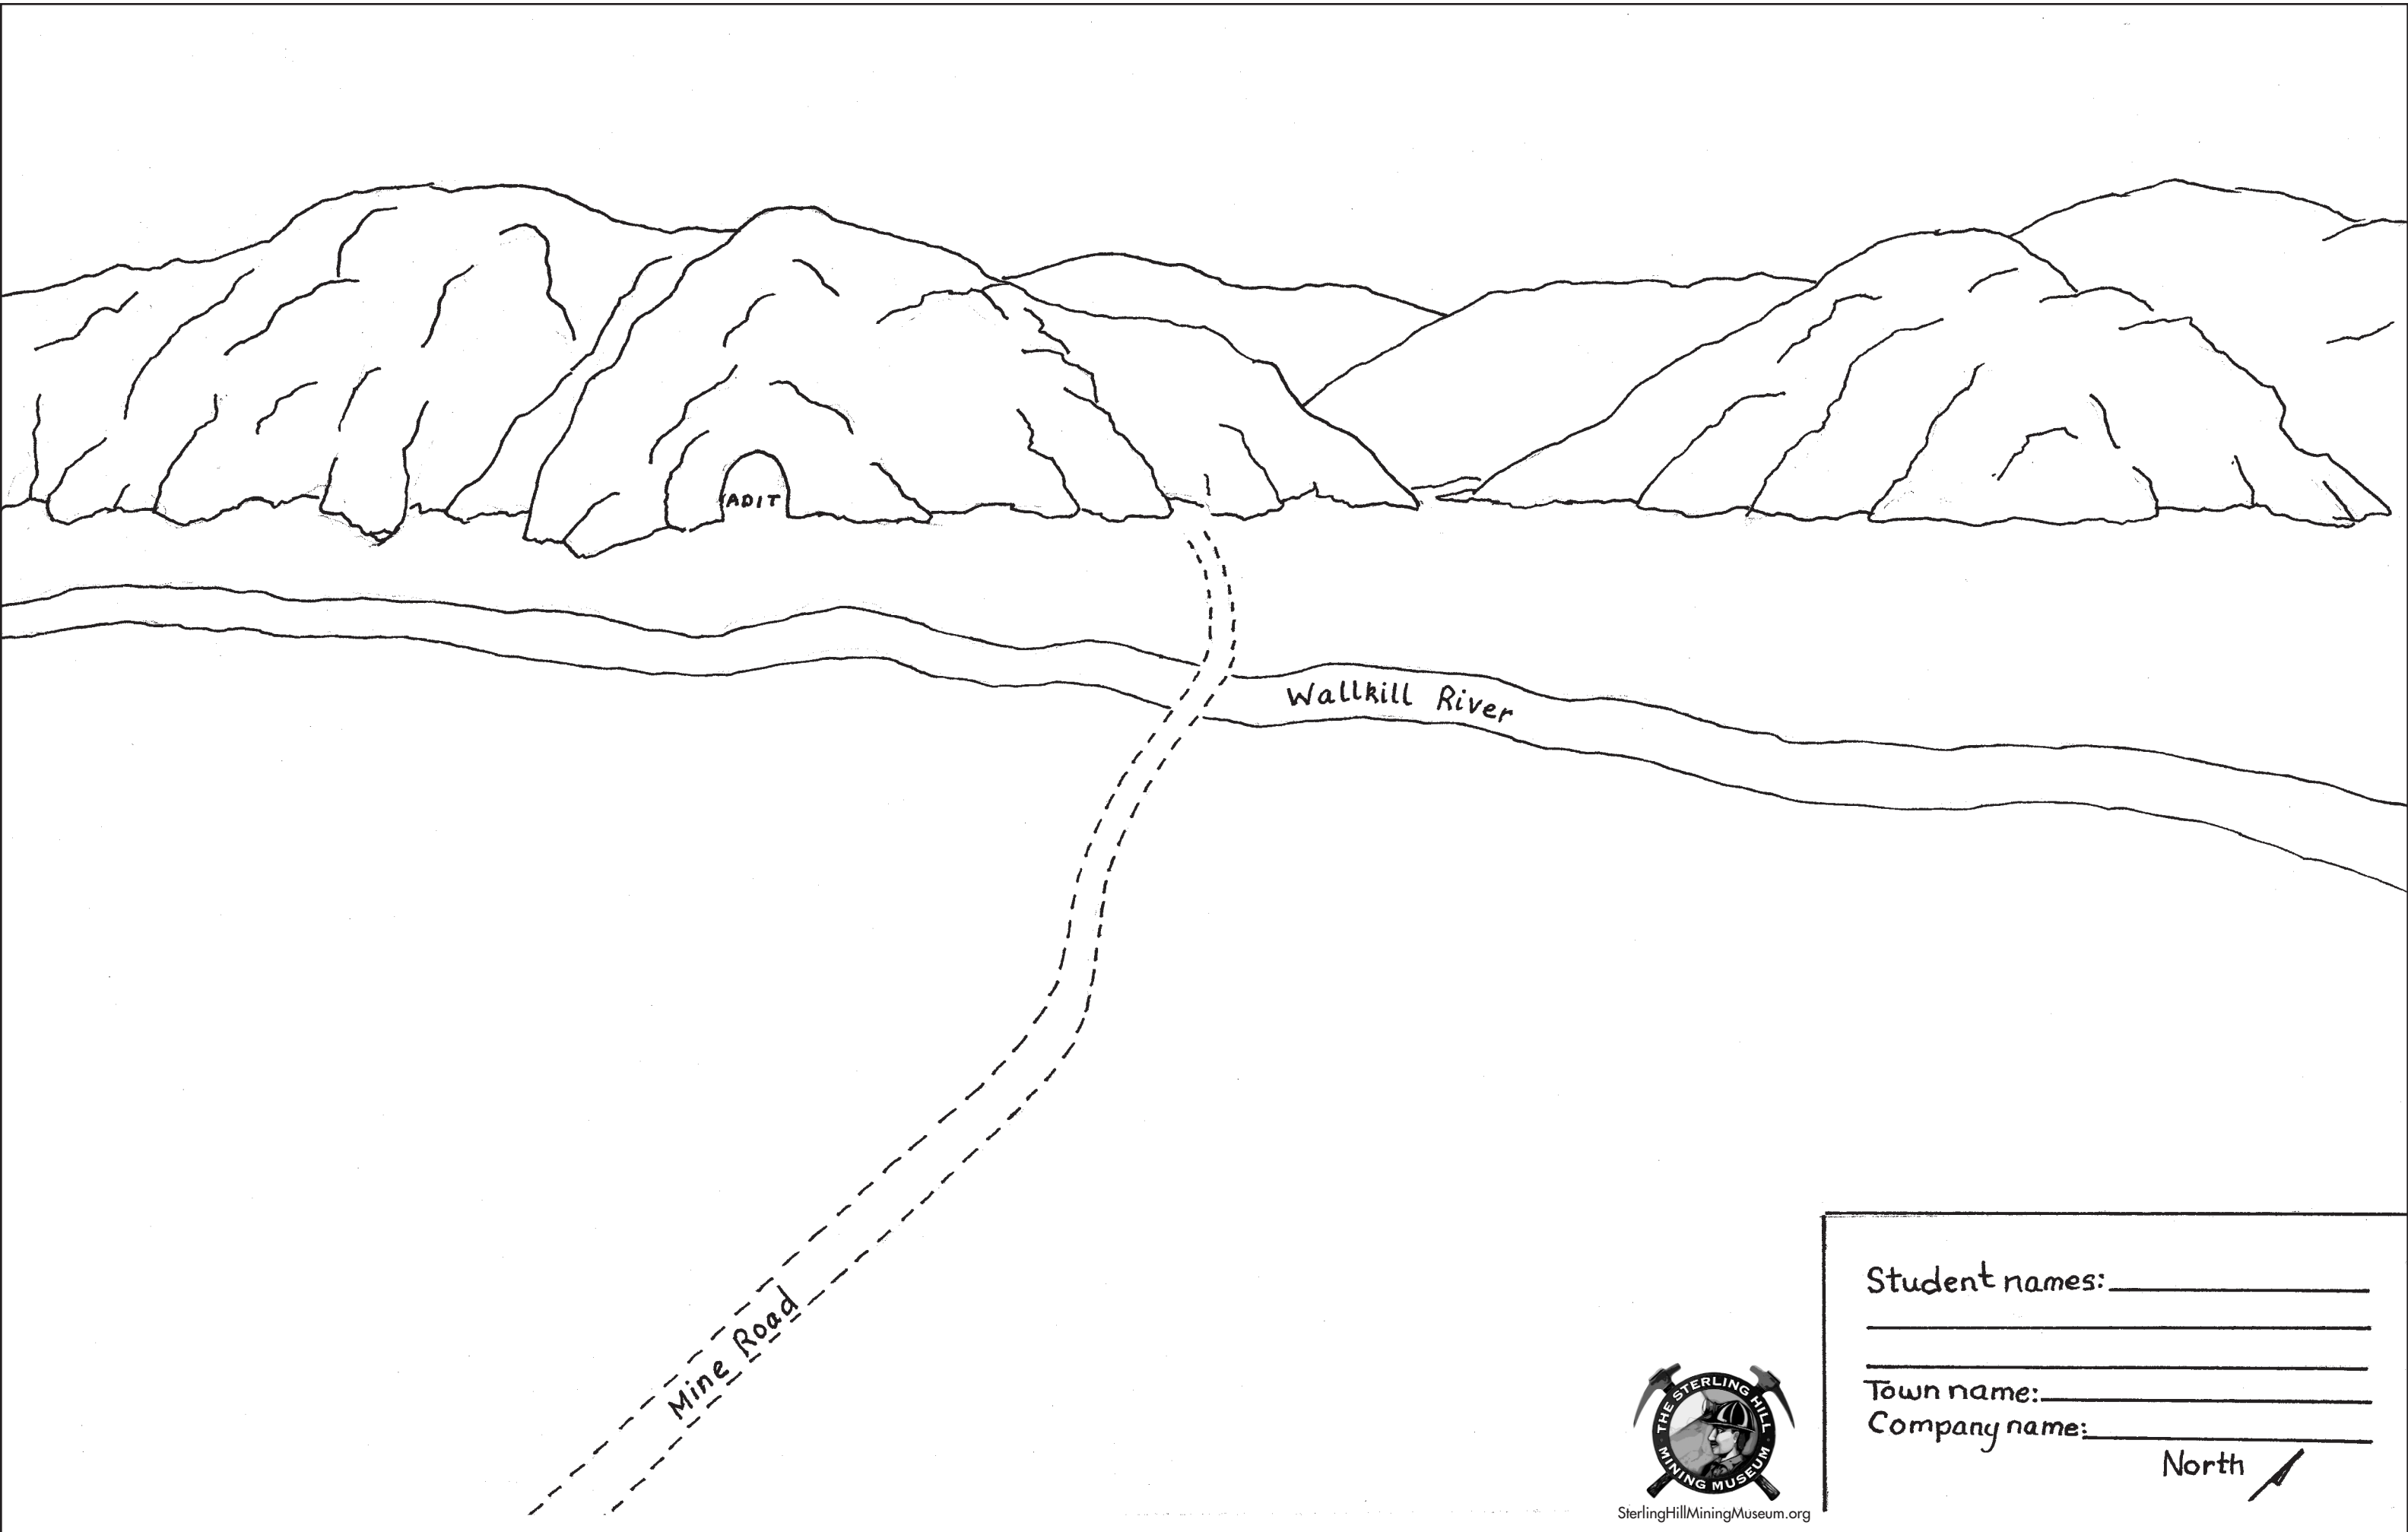 ADIT
Wallkill River
Mine Road
THE STERLING HILL
MINING MUSEUM
SterlingHillMiningMuseum.org
Student names:
Town name:
Company name:
North